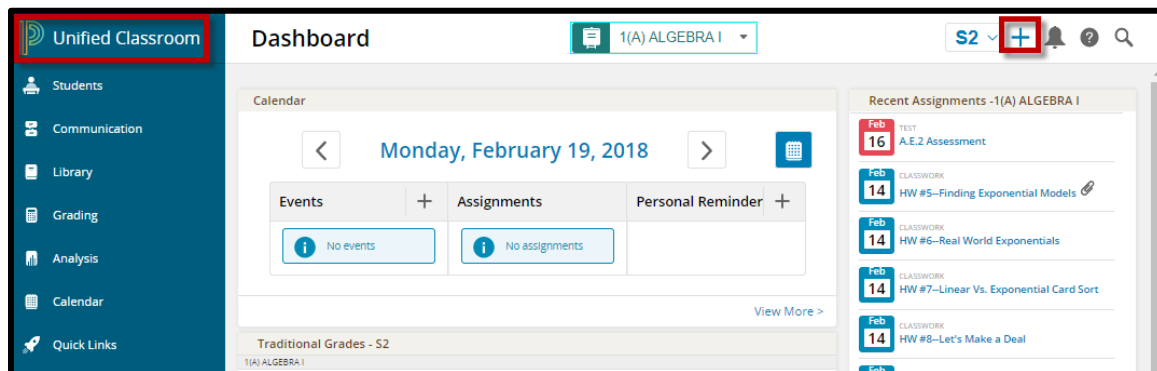 Unified Classroom
Dashboard
1(A) ALGEBRA I
S2
Students
Communication
Library
Grading
Analysis
Calendar
Quick Links
Calendar
Monday, February 19, 2018
Events
Assignments
Personal Reminder
No events
No assignments
View More >
Traditional Grades - S2
1(A) ALGEBRA I
Recent Assignments -1(A) ALGEBRA I
Feb
16
TEST
A.E.2 Assessment
Feb
14
CLASSWORK
HW #5--Finding Exponential Models
Feb
14
CLASSWORK
HW #6--Real World Exponentials
Feb
14
CLASSWORK
HW #7--Linear Vs. Exponential Card Sort
Feb
14
CLASSWORK
HW #8--Let's Make a Deal
Feb